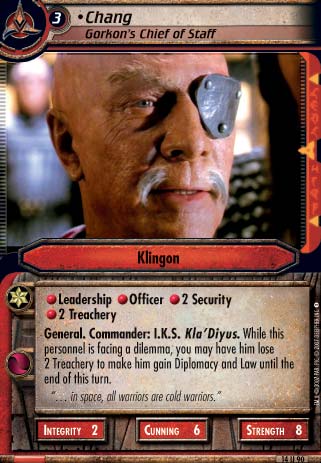 3
•Chang
Gorkon's Chief of Staff
Klingon
•Leadership •Officer •2 Security
•2 Treachery
General. Commander: I.K.S. Kla'Diyus. While this
personnel is facing a dilemma, you may have him lose
2 Treachery to make him gain Diplomacy and Law until the
end of this turn.
"... in space, all warriors are cold warriors."
INTEGRITY 2
CUNNING 6
STRENGTH 8
14 U 90